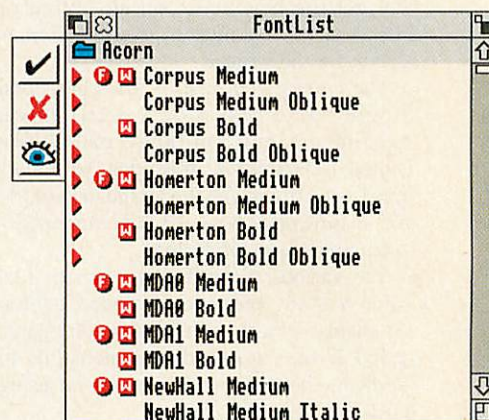 FontList
Acorn
F W Corpus Medium
Corpus Medium Oblique
W Corpus Bold
Corpus Bold Oblique
F W Homerton Medium
Homerton Medium Oblique
W Homerton Bold
Homerton Bold Oblique
F W MDA0 Medium
W MDA0 Bold
F W MDA1 Medium
W MDA1 Bold
F W NewHall Medium
NewHall Medium Italic